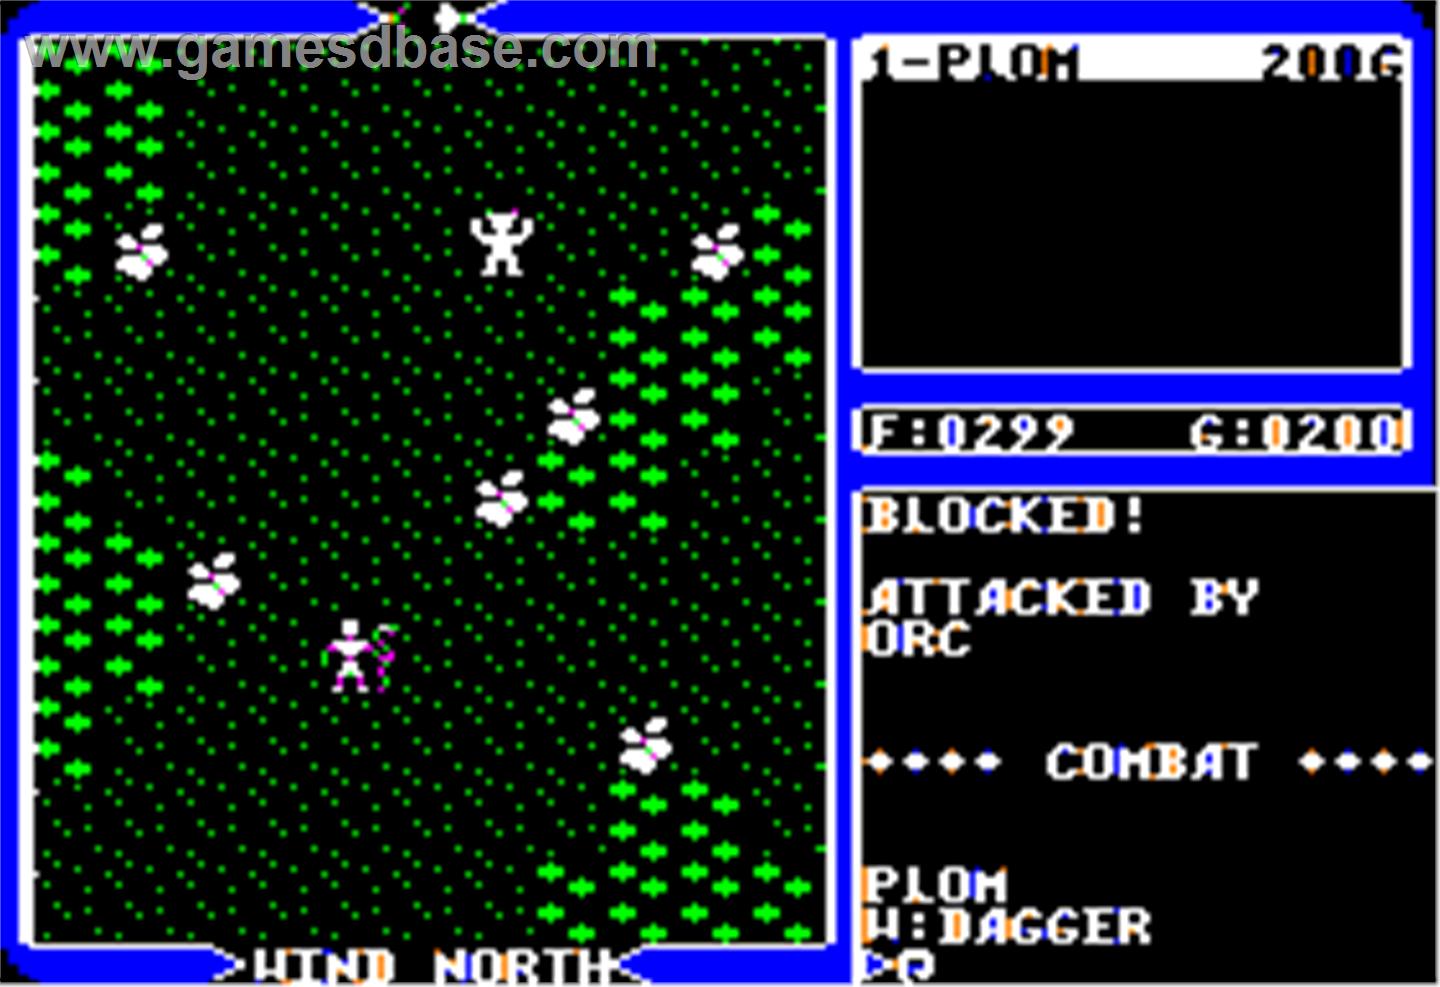 www.gamesdbase.com
1-PLOM 200G
F:0299 G:0200
BLOCKED!
ATTACKED BY
ORC
COMBAT
PLOM
W:DAGGER
Q
WIND NORTH